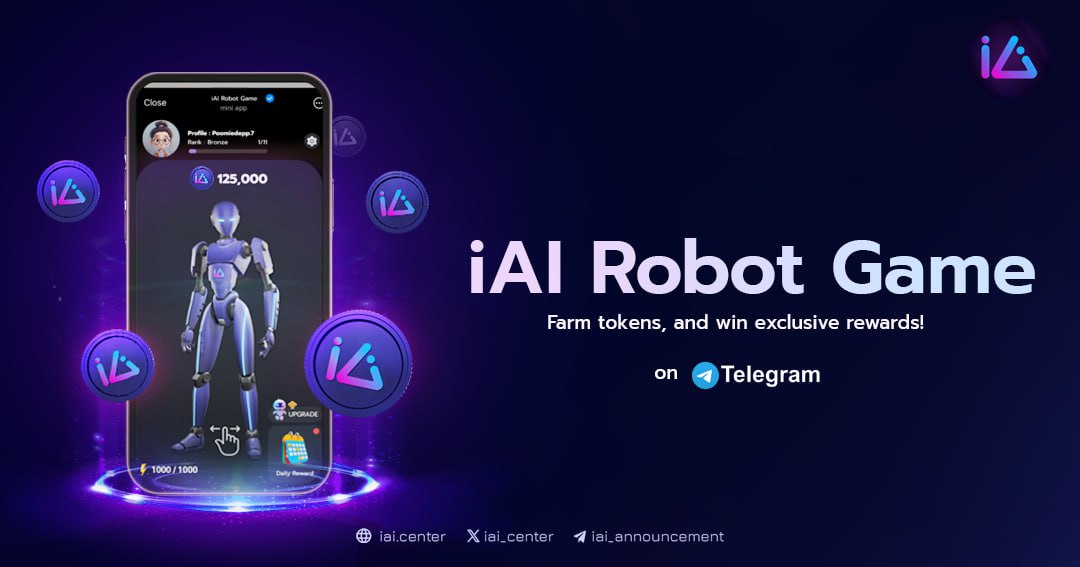 Close
iAI Robot Game
mini app
Profile : Poomiedepp.7
Rank : Bronze 1/11
125,000
UPGRADE
Daily Reward
1000 / 1000
iAI Robot Game
Farm tokens, and win exclusive rewards!
on Telegram
iai.center iai_center iai_announcement